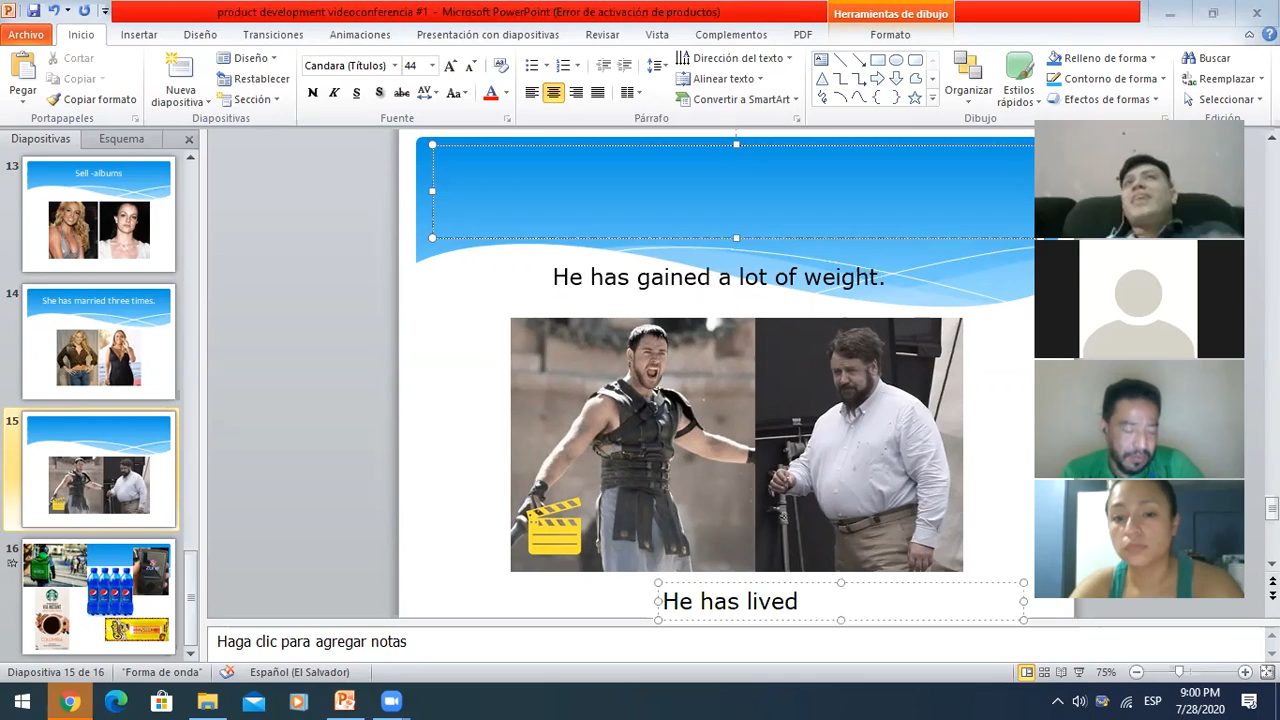 product development videoconferencia #1 - Microsoft PowerPoint (Error de activación de productos)
Herramientas de dibujo
Archivo Inicio Insertar Diseño Transiciones Animaciones Presentación con diapositivas Revisar Vista Complementos PDF Formato
Cortar
Copiar
Copiar formato
Pegar
Portapapeles
Nueva
diapositiva
Diseño
Restablecer
Sección
Diapositivas
Candara (Títulos) 44
N K S S abc AV Aa A
Fuente
Dirección del texto
Alinear texto
Convertir a SmartArt
Párrafo
Organizar
Estilos
rápidos
Relleno de forma
Contorno de forma
Efectos de formas
Dibujo
Buscar
Reemplazar
Seleccionar
Edición
Diapositivas Esquema
13
Sell -albums
14
She has married three times.
15
16
He has gained a lot of weight.
He has lived
Haga clic para agregar notas
Diapositiva 15 de 16 "Forma de onda" Español (El Salvador) 75%
ESP
9:00 PM
7/28/2020